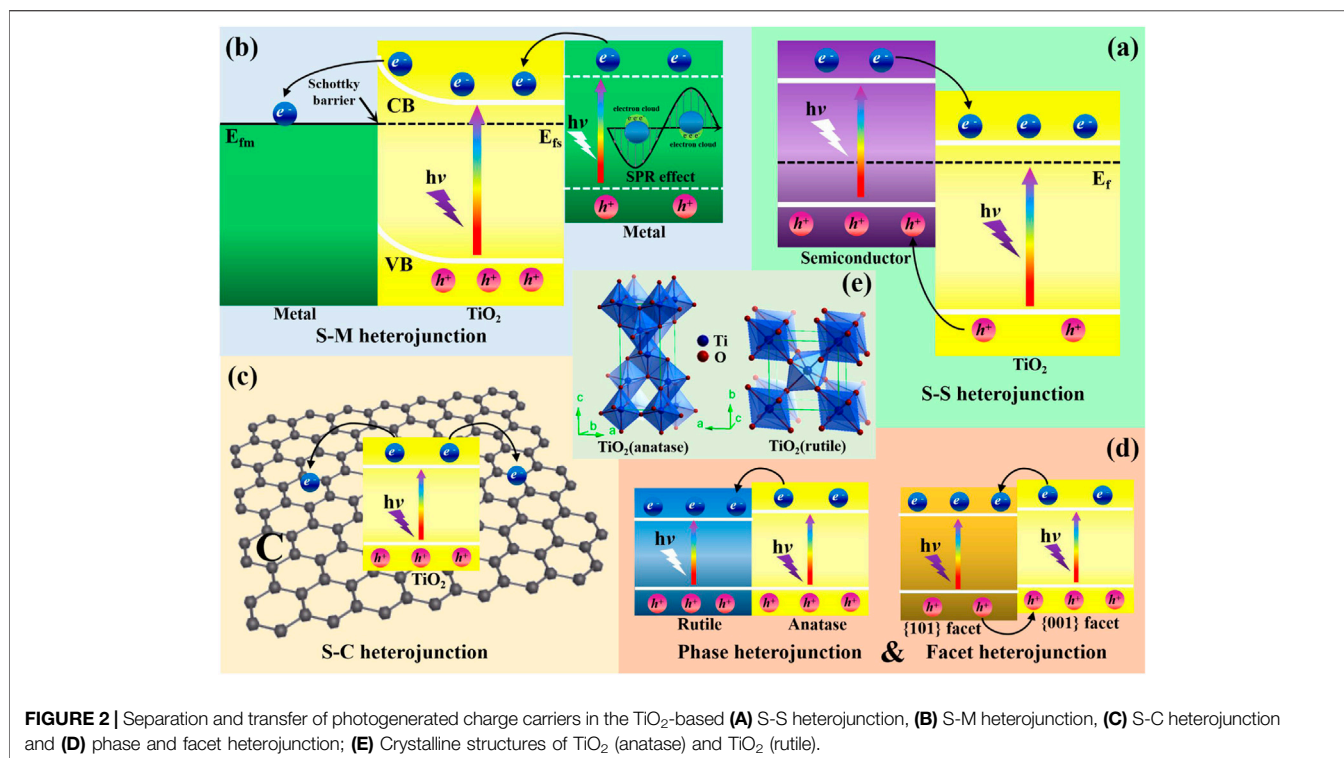 (b)
e⁻ e⁻ e⁻ e⁻ e⁻
Schottky
barrier
CB
e⁻
E_fm
E_fs
hν
VB
h⁺ h⁺ h⁺
Metal
TiO₂
S-M heterojunction
hν
electron cloud
e⁻e⁻e⁻
e⁻e⁻e⁻
electron cloud
SPR effect
h⁺ h⁺
Metal
(a)
e⁻ e⁻
e⁻ e⁻ e⁻
hν
E_f
h⁺ h⁺ h⁺
Semiconductor
hν
h⁺ h⁺
TiO₂
S-S heterojunction
(e)
Ti
O
c
b
a
b
c
a
TiO₂(anatase)
TiO₂(rutile)
(c)
e⁻ e⁻
e⁻ e⁻
hν
C
h⁺ h⁺ h⁺
TiO₂
S-C heterojunction
(d)
e⁻ e⁻ e⁻ e⁻ e⁻
hν hν
h⁺ h⁺ h⁺ h⁺ h⁺ h⁺
Rutile Anatase
Phase heterojunction
&
e⁻ e⁻ e⁻ e⁻ e⁻
hν hν
h⁺ h⁺ h⁺ h⁺ h⁺
{101} facet {001} facet
Facet heterojunction
FIGURE 2 | Separation and transfer of photogenerated charge carriers in the TiO₂-based (A) S-S heterojunction, (B) S-M heterojunction, (C) S-C heterojunction
and (D) phase and facet heterojunction; (E) Crystalline structures of TiO₂ (anatase) and TiO₂ (rutile).